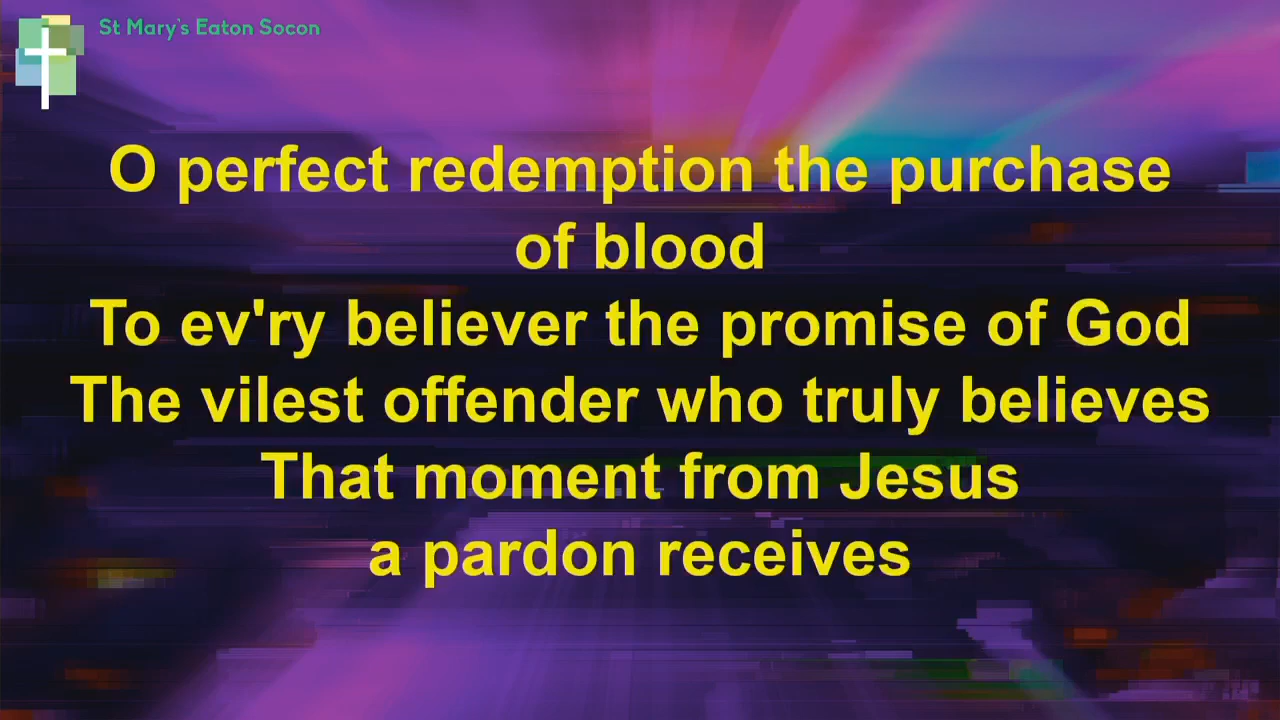 St Mary's Eaton Socon
O perfect redemption the purchase
of blood
To ev'ry believer the promise of God
The vilest offender who truly believes
That moment from Jesus
a pardon receives